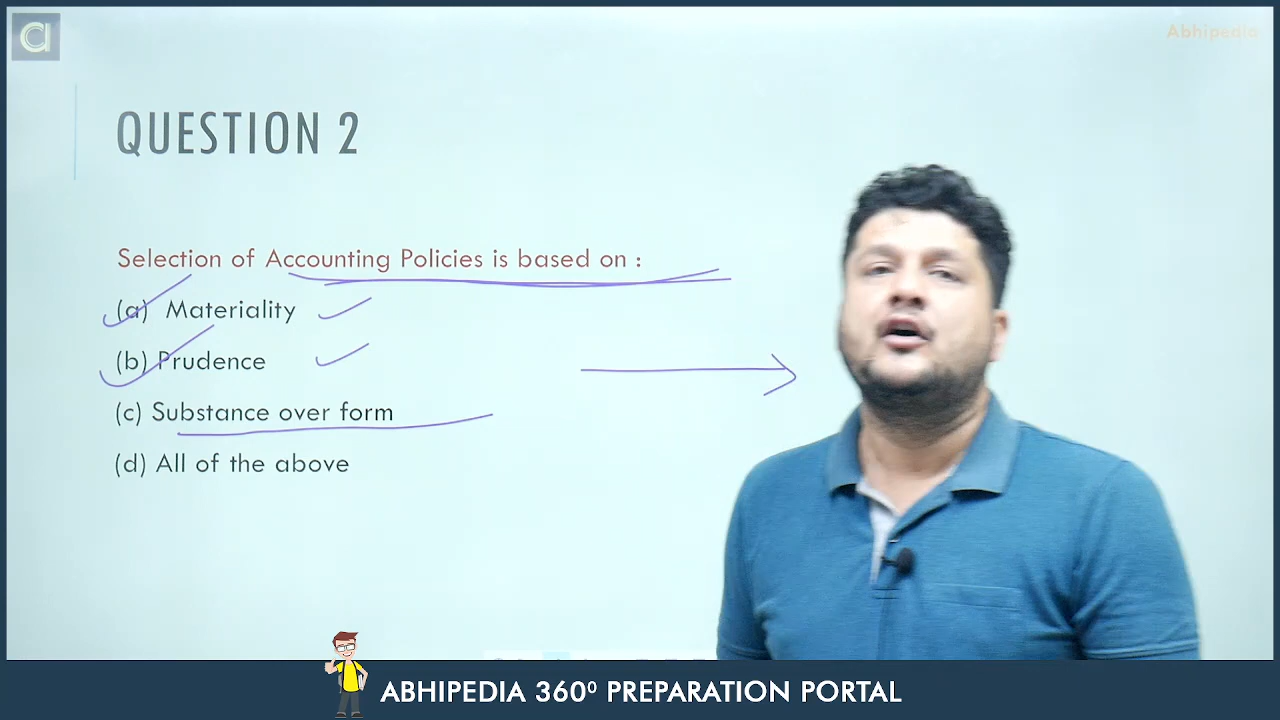 Abhipedia
QUESTION 2
Selection of Accounting Policies is based on :
(a) Materiality
(b) Prudence
(c) Substance over form
(d) All of the above
ABHIPEDIA 360⁰ PREPARATION PORTAL